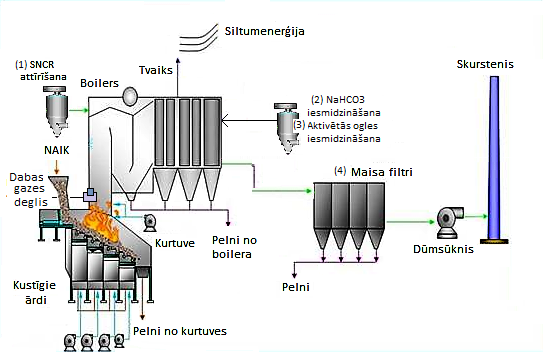 Siltumenerģija
(1) SNCR
attīrīšana
Tvaiks
Boilers
Skurstenis
(2) NaHCO3
iesmidzināšana
(3) Aktivētās ogles
iesmidzināšana
NAIK
(4) Maisa filtri
Dabas
gazes
deglis
Kurtuve
Pelni no
boilera
Dūmsūknis
Kustīgie
ārdi
Pelni
Pelni no kurtuves